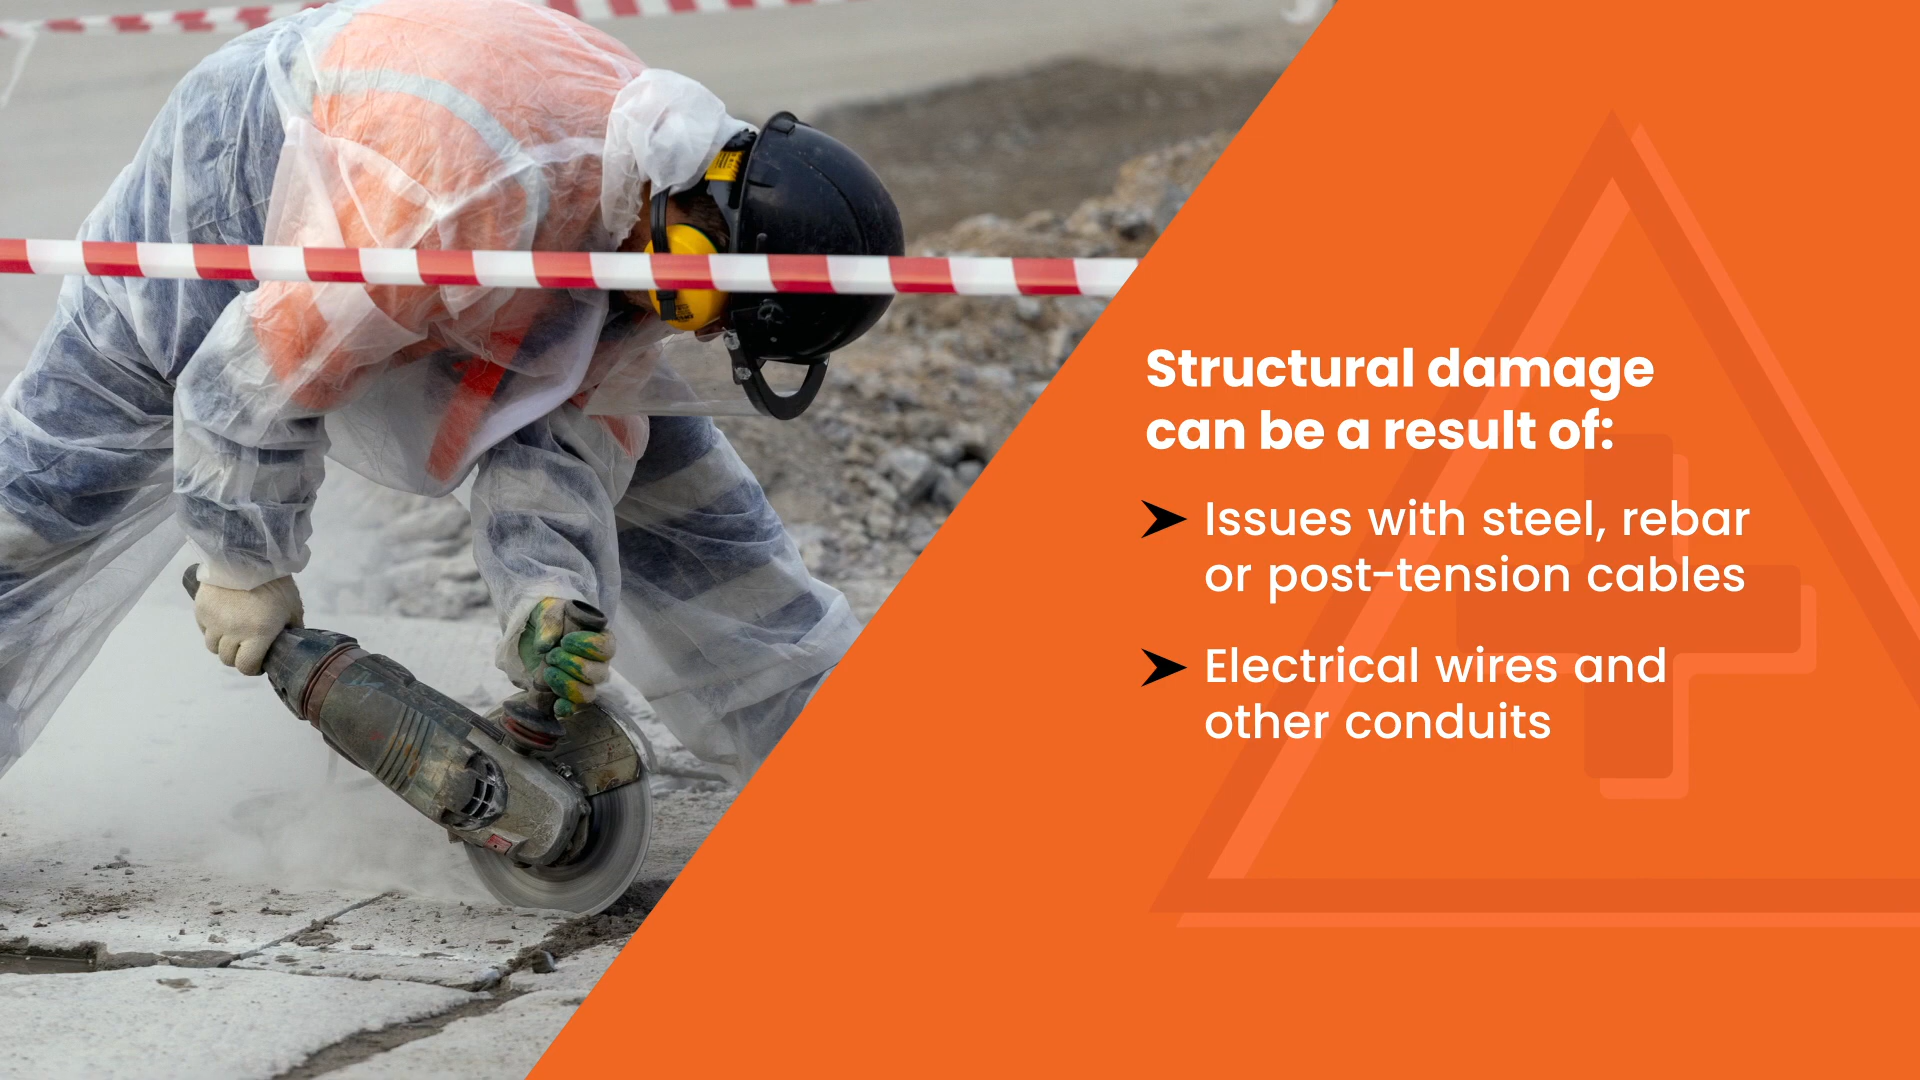 Structural damage
can be a result of:
Issues with steel, rebar
or post-tension cables
Electrical wires and
other conduits